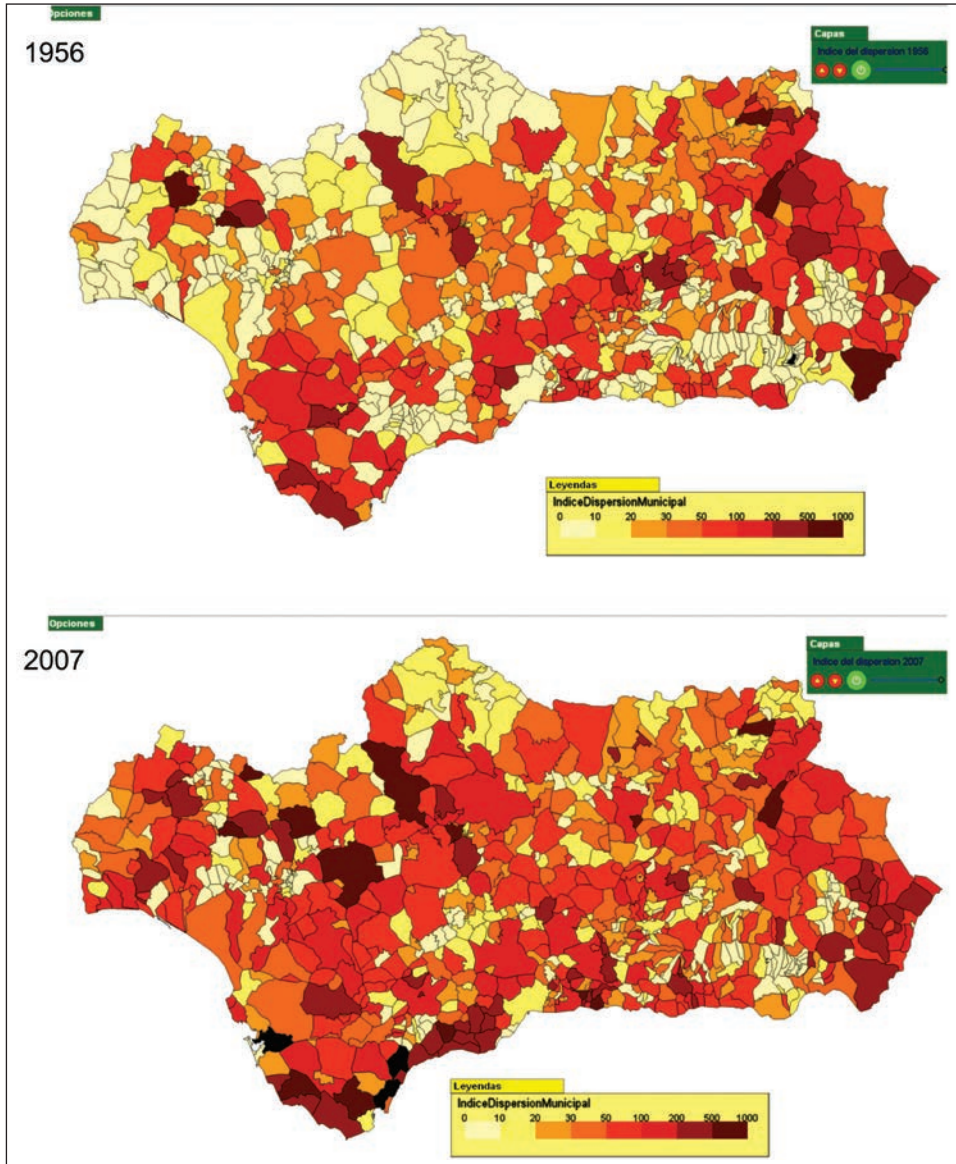 Opciones
1956
Capas
Indice del dispersion 1956
Leyendas
IndiceDispersionMunicipal
0 10 20 30 50 100 200 500 1000
Opciones
2007
Capas
Indice del dispersion 2007
Leyendas
IndiceDispersionMunicipal
0 10 20 30 50 100 200 500 1000